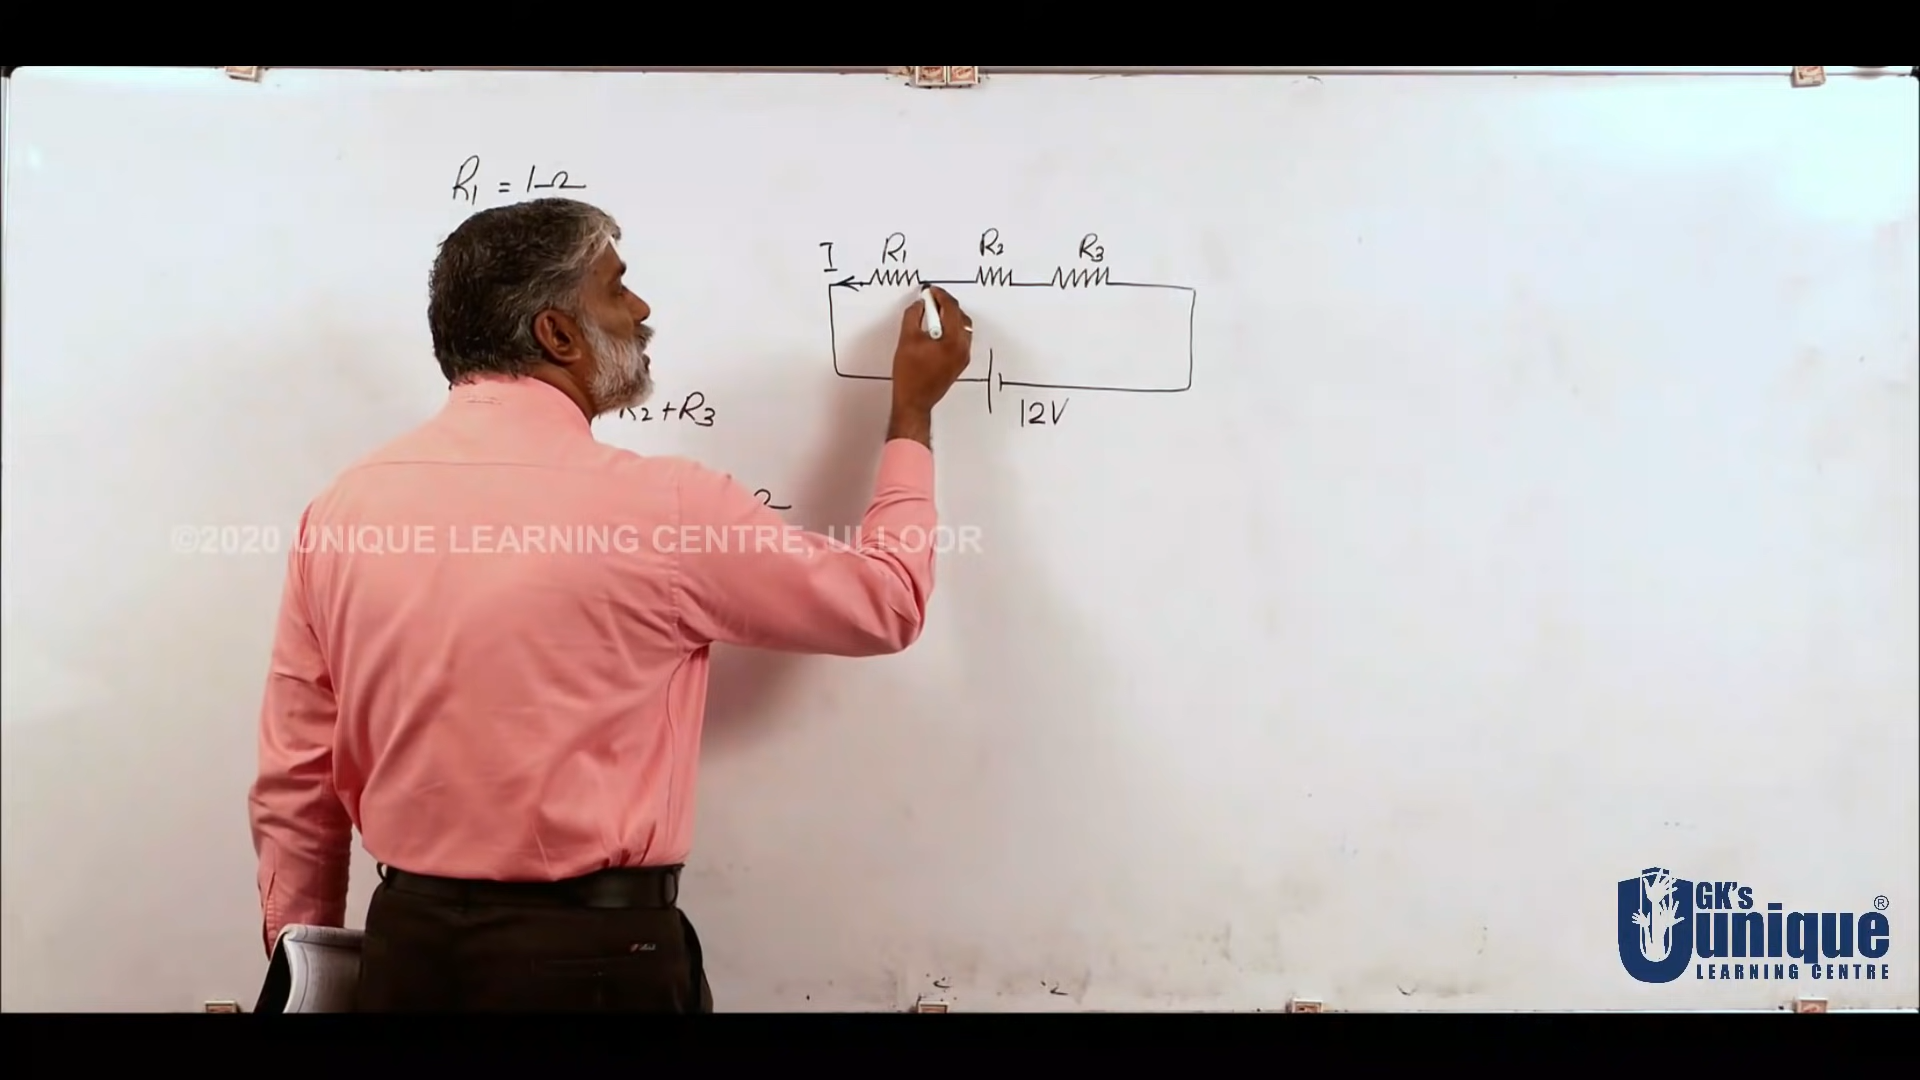 R1 = 1Ω
I R1 R2 R3
R2 + R3
12V
©2020 UNIQUE LEARNING CENTRE, ULLOOR
GK's
unique®
LEARNING CENTRE